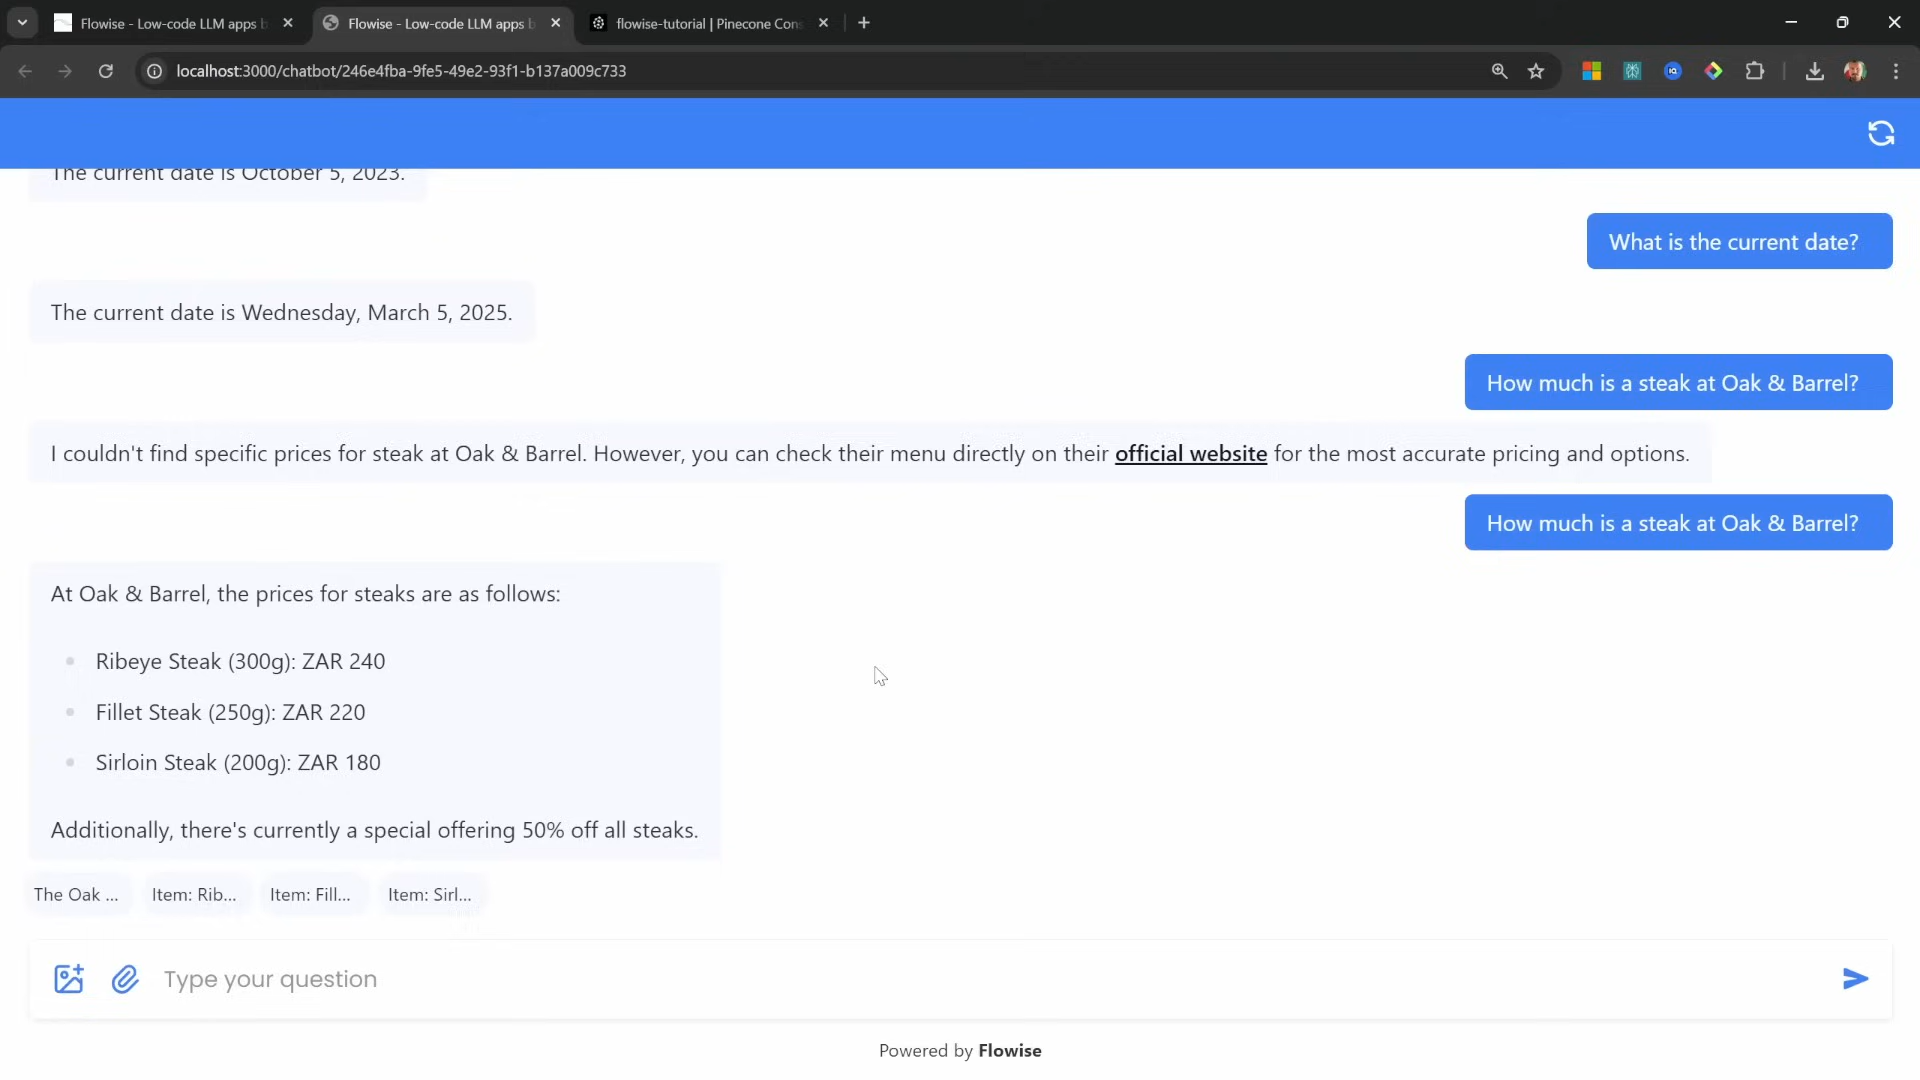 Flowise - Low-code LLM apps b
Flowise - Low-code LLM apps b
flowise-tutorial | Pinecone Con
localhost:3000/chatbot/246e4fba-9fe5-49e2-93f1-b137a009c733
The current date is October 5, 2023.
What is the current date?
The current date is Wednesday, March 5, 2025.
How much is a steak at Oak & Barrel?
I couldn't find specific prices for steak at Oak & Barrel. However, you can check their menu directly on their official website for the most accurate pricing and options.
How much is a steak at Oak & Barrel?
At Oak & Barrel, the prices for steaks are as follows:
Ribeye Steak (300g): ZAR 240
Fillet Steak (250g): ZAR 220
Sirloin Steak (200g): ZAR 180
Additionally, there's currently a special offering 50% off all steaks.
The Oak ... Item: Rib... Item: Fill... Item: Sirl...
Type your question
Powered by Flowise